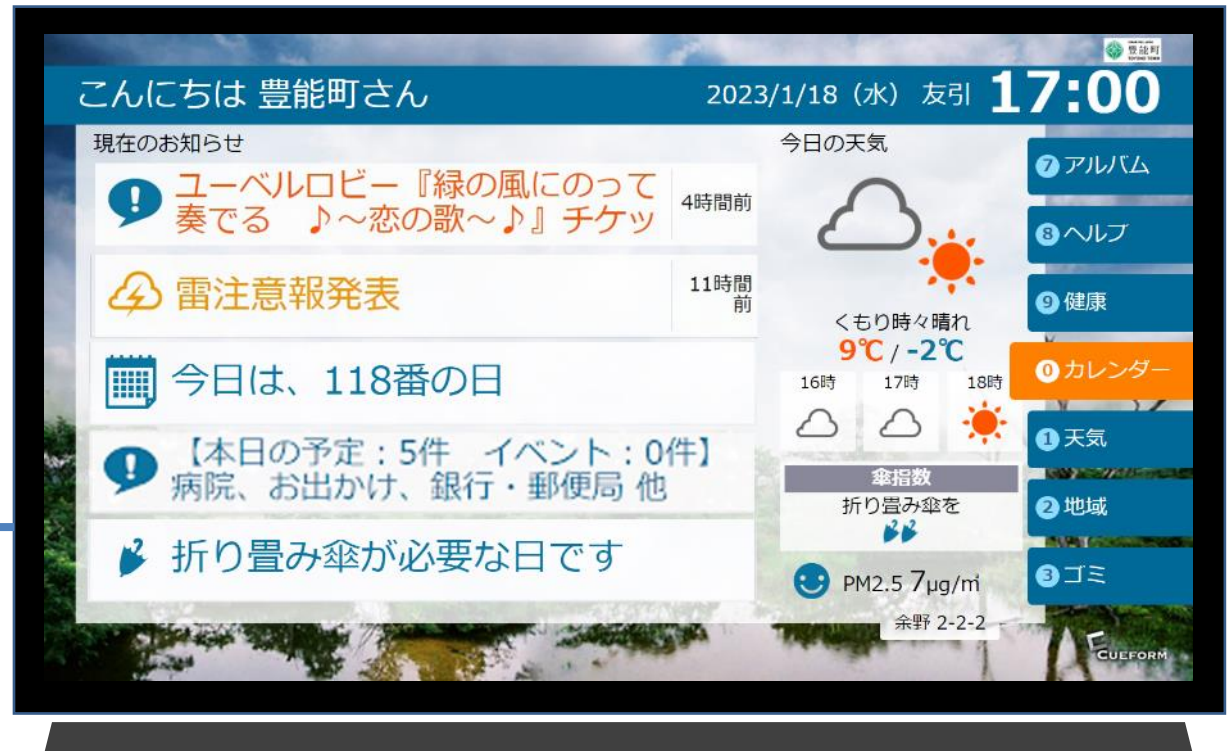 豊能町
TOYONO TOWN
こんにちは 豊能町さん
2023/1/18（水） 友引 17:00
現在のお知らせ
ユーベルロビー『緑の風にのって
奏でる　♪～恋の歌～♪』チケッ
4時間前
雷注意報発表
11時間
前
今日は、118番の日
【本日の予定：5件　イベント：0件】
病院、お出かけ、銀行・郵便局 他
折り畳み傘が必要な日です
今日の天気
くもり時々晴れ
9℃ / -2℃
16時 17時 18時
傘指数
折り畳み傘を
PM2.5 7μg/㎥
余野 2-2-2
7 アルバム
8 ヘルプ
9 健康
0 カレンダー
1 天気
2 地域
3 ゴミ
CUEFORM